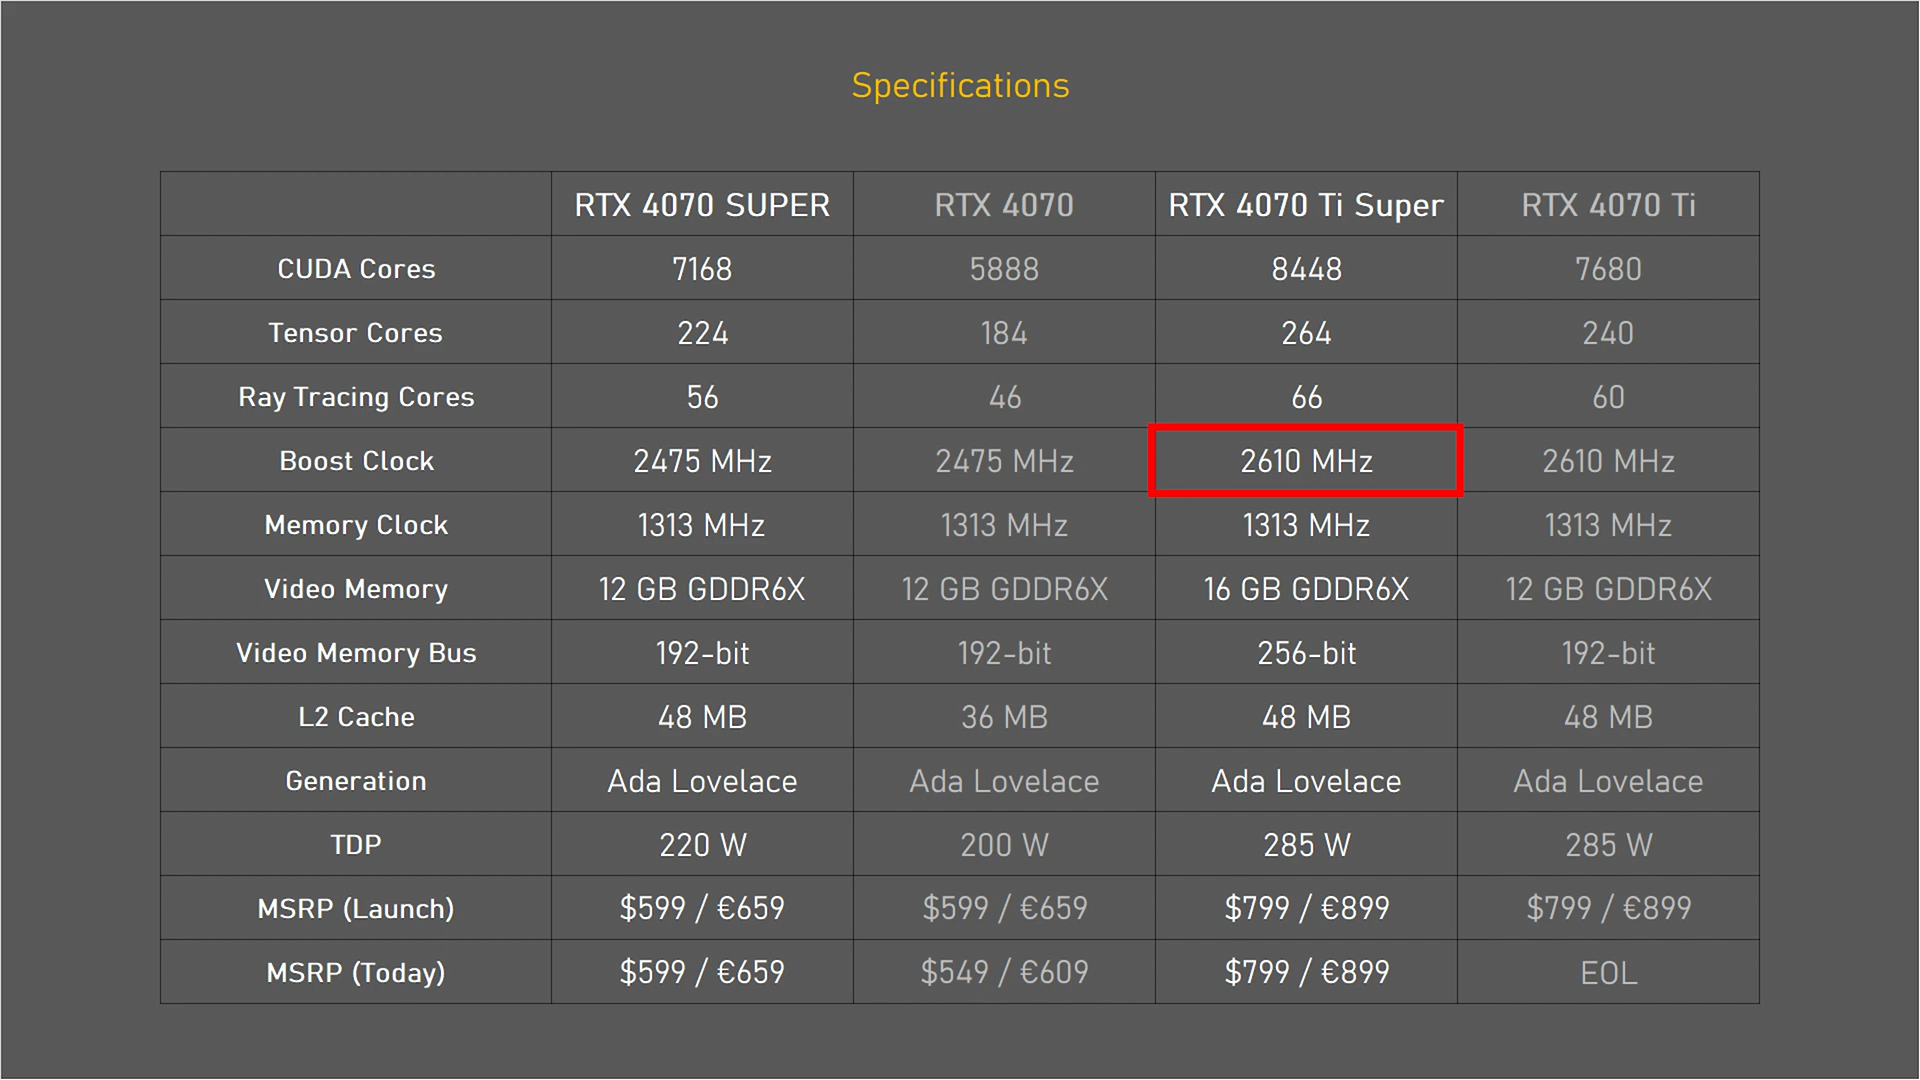 Specifications
RTX 4070 SUPER RTX 4070 RTX 4070 Ti Super RTX 4070 Ti
CUDA Cores 7168 5888 8448 7680
Tensor Cores 224 184 264 240
Ray Tracing Cores 56 46 66 60
Boost Clock 2475 MHz 2475 MHz 2610 MHz 2610 MHz
Memory Clock 1313 MHz 1313 MHz 1313 MHz 1313 MHz
Video Memory 12 GB GDDR6X 12 GB GDDR6X 16 GB GDDR6X 12 GB GDDR6X
Video Memory Bus 192-bit 192-bit 256-bit 192-bit
L2 Cache 48 MB 36 MB 48 MB 48 MB
Generation Ada Lovelace Ada Lovelace Ada Lovelace Ada Lovelace
TDP 220 W 200 W 285 W 285 W
MSRP (Launch) $599 / €659 $599 / €659 $799 / €899 $799 / €899
MSRP (Today) $599 / €659 $549 / €609 $799 / €899 EOL